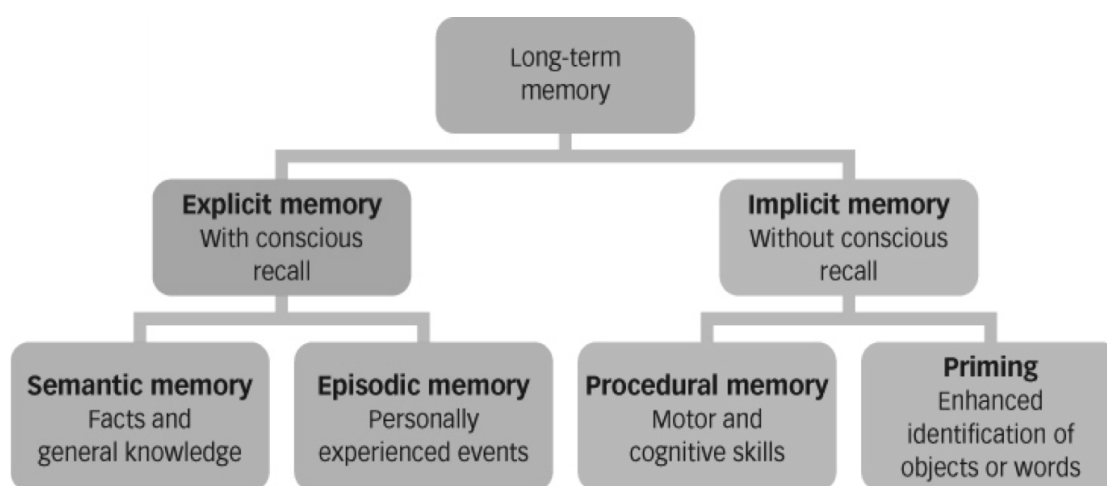 Long-term
memory
Explicit memory
With conscious
recall
Implicit memory
Without conscious
recall
Semantic memory
Facts and
general knowledge
Episodic memory
Personally
experienced events
Procedural memory
Motor and
cognitive skills
Priming
Enhanced
identification of
objects or words